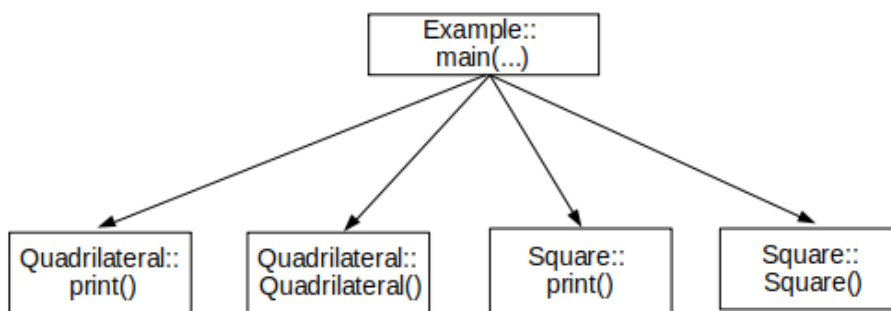 Example::
main(...)
Quadrilateral::
print()
Quadrilateral::
Quadrilateral()
Square::
print()
Square::
Square()